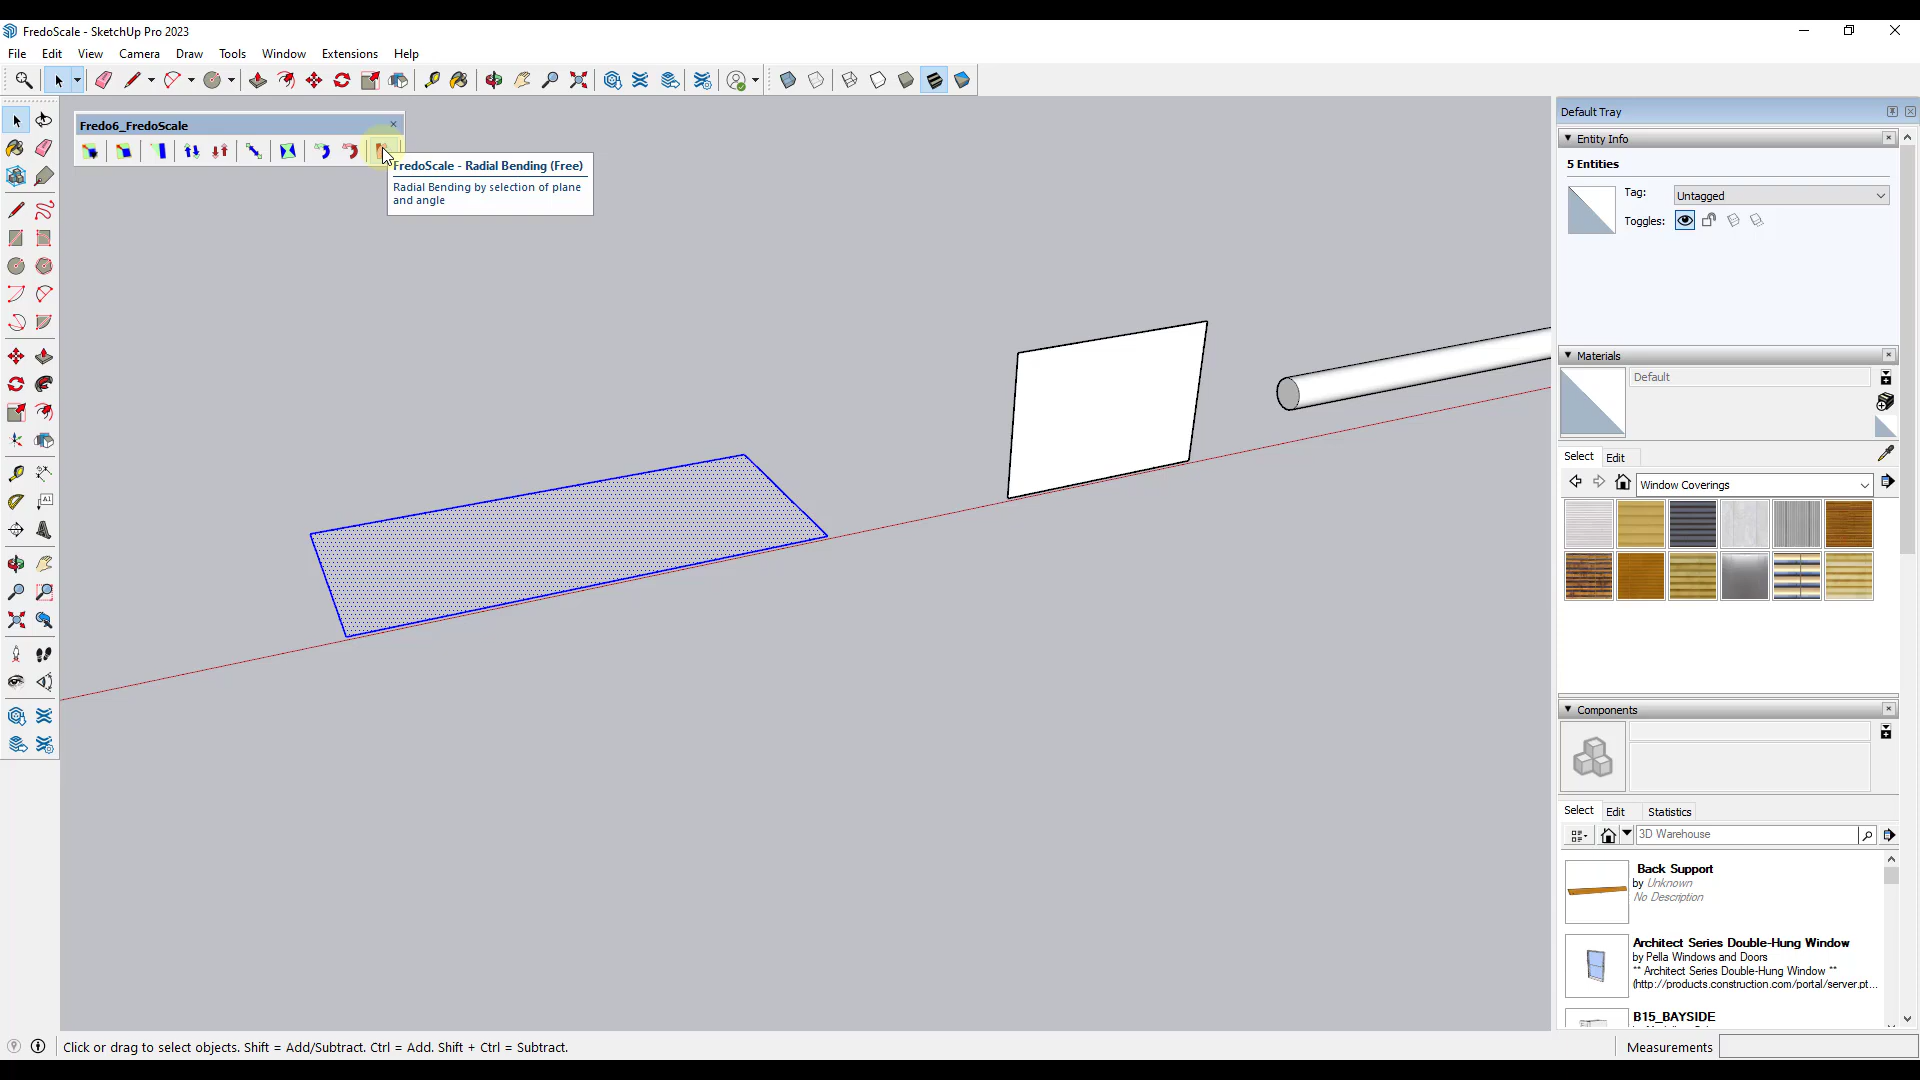 FredoScale - SketchUp Pro 2023
File Edit View Camera Draw Tools Window Extensions Help
Fredo6_FredoScale
FredoScale - Radial Bending (Free)
Radial Bending by selection of plane
and angle
Default Tray
Entity Info
5 Entities
Tag: Untagged
Toggles:
Materials
Default
Select Edit
Window Coverings
Components
Select Edit Statistics
3D Warehouse
Back Support
by Unknown
No Description
Architect Series Double-Hung Window
by Pella Windows and Doors
** Architect Series Double-Hung Window **
(http://products.construction.com/portal/server.pt...
B15_BAYSIDE
Click or drag to select objects. Shift = Add/Subtract. Ctrl = Add. Shift + Ctrl = Subtract.
Measurements